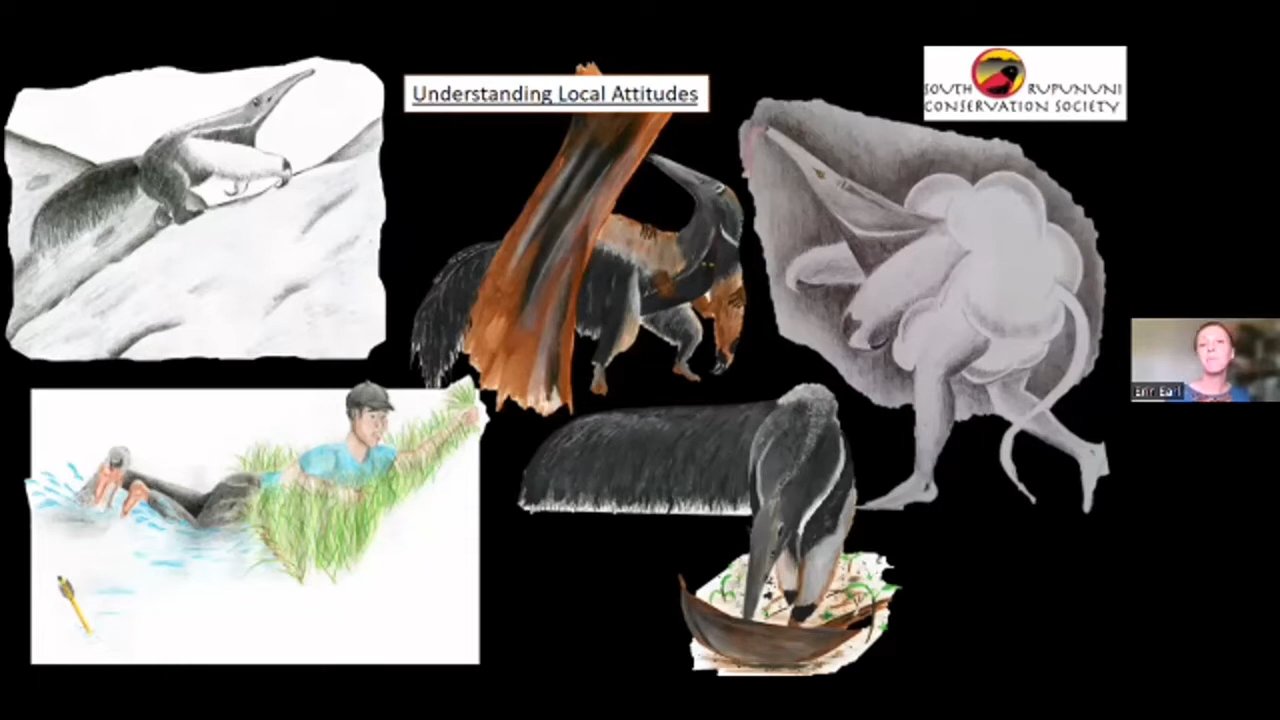 Understanding Local Attitudes
SOUTH RUPUNUNI
CONSERVATION SOCIETY
Erin Earl